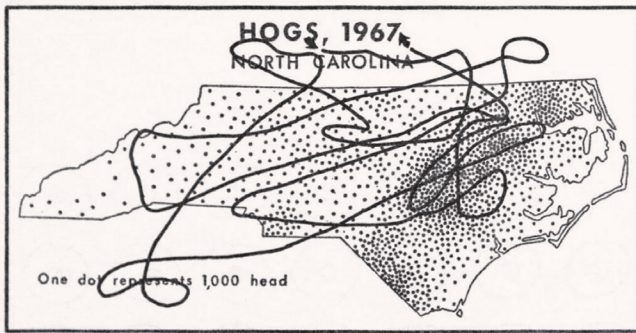 HOGS, 1967
NORTH CAROLINA
One dot represents 1,000 head